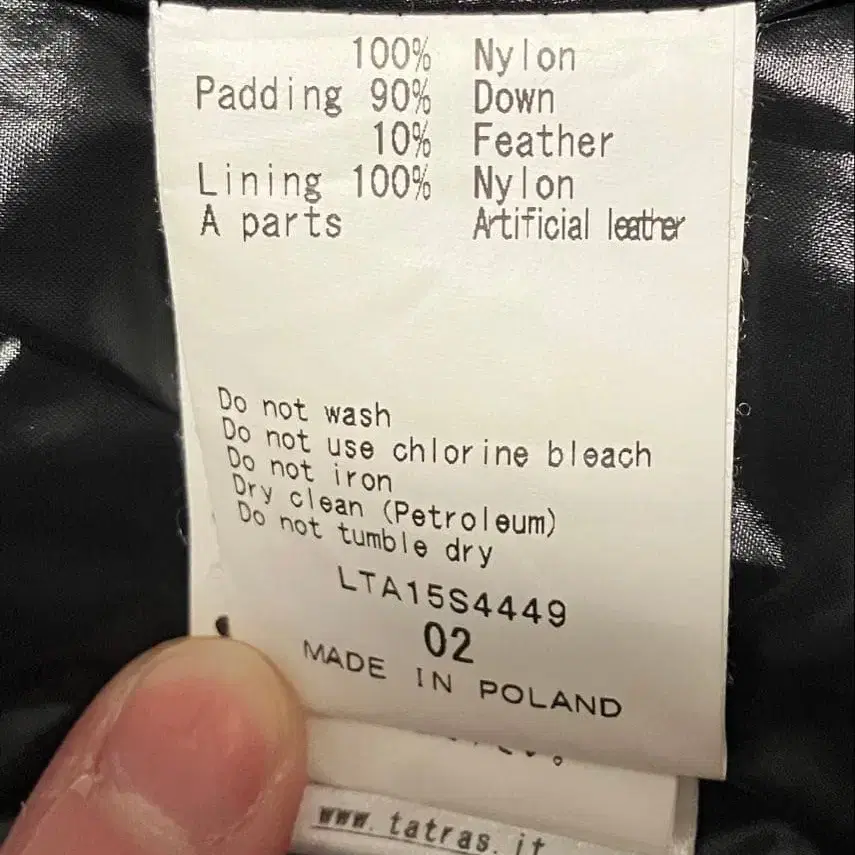 100% Nylon
Padding 90% Down
10% Feather
Lining 100% Nylon
A parts Artificial leather
Do not wash
Do not use chlorine bleach
Do not iron
Dry clean (Petroleum)
Do not tumble dry
LTA15S4449
02
MADE IN POLAND
www.tatras.it